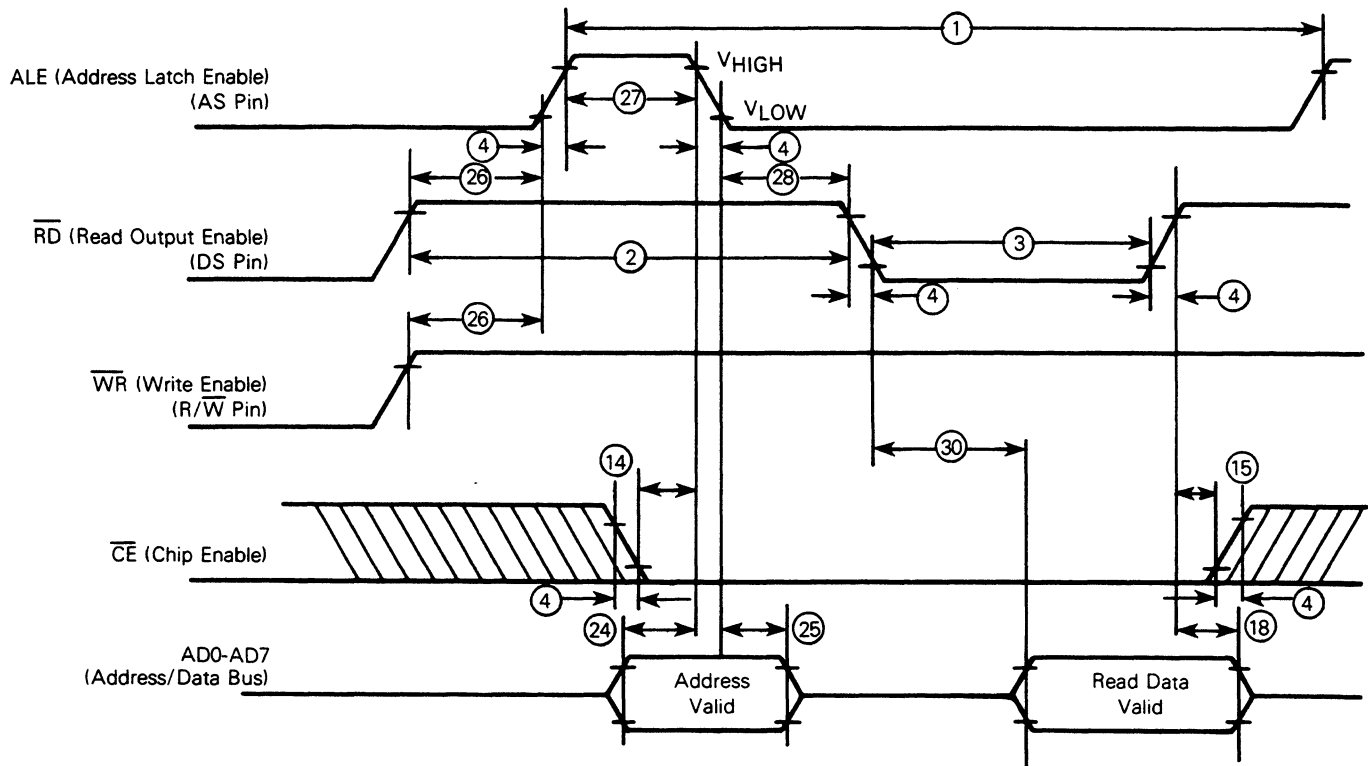 1
ALE (Address Latch Enable)
(AS Pin)
VHIGH
27
VLOW
4
4
26
28
RD (Read Output Enable)
(DS Pin)
2
3
4
4
26
WR (Write Enable)
(R/W Pin)
30
14
15
CE (Chip Enable)
4
4
24
25
18
AD0-AD7
(Address/Data Bus)
Address
Valid
Read Data
Valid